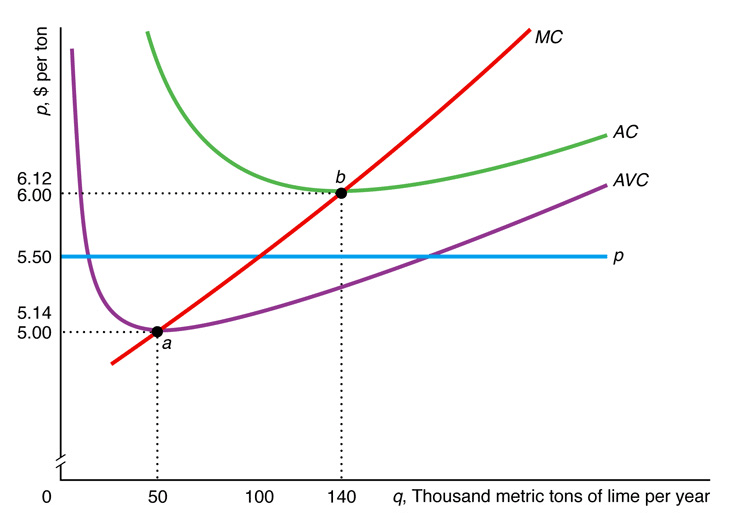 p, $ per ton
MC
AC
6.12
b
AVC
6.00
5.50
p
5.14
5.00
a
0
50
100
140
q, Thousand metric tons of lime per year